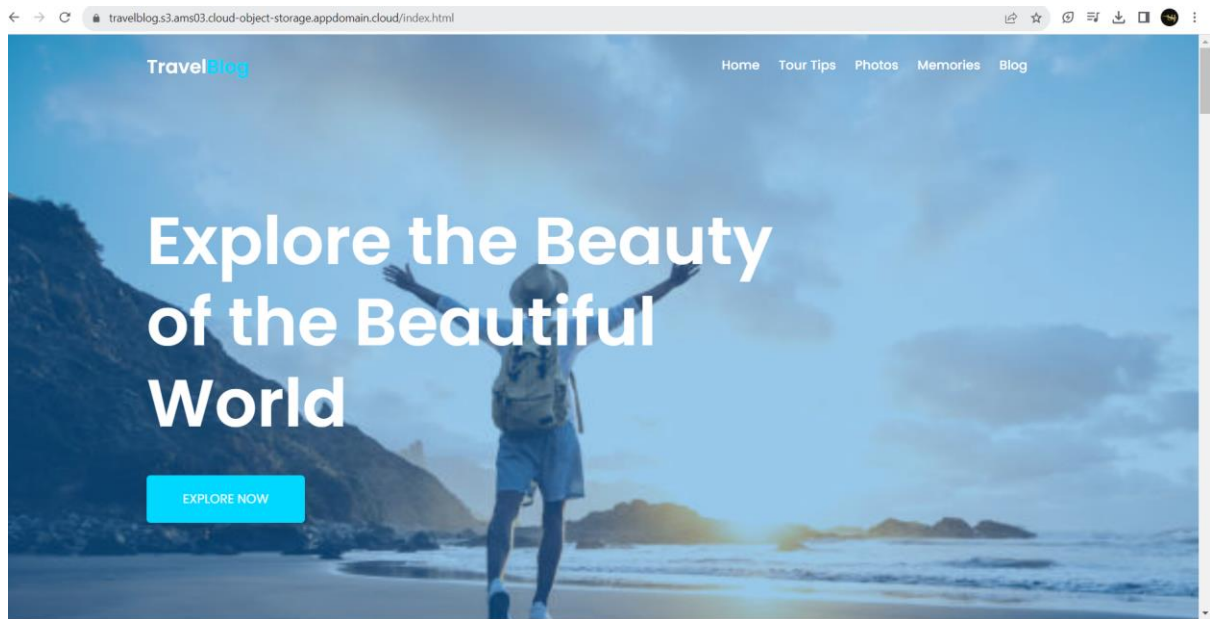 travelblog.s3.ams03.cloud-object-storage.appdomain.cloud/index.html
TravelBlog
Home Tour Tips Photos Memories Blog
Explore the Beauty
of the Beautiful
World
EXPLORE NOW